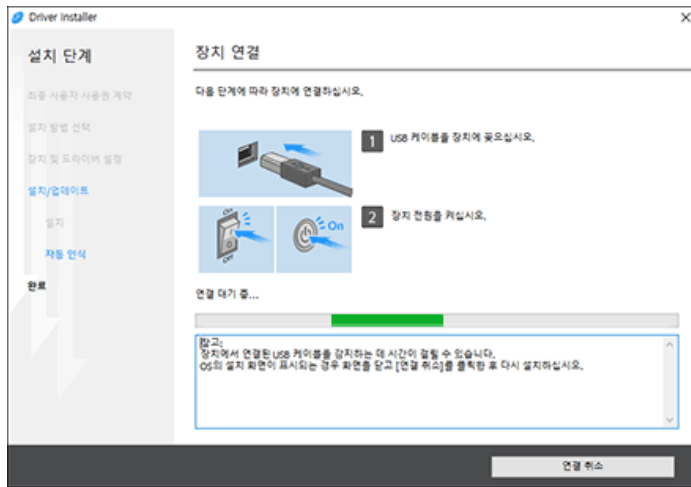 Driver Installer
설치 단계
최종 사용자 사용권 계약
설치 방법 선택
장치 및 드라이버 설정
설치/업데이트
설치
자동 인식
완료
장치 연결
다음 단계에 따라 장치에 연결하십시오.
1 USB 케이블을 장치에 꽂으십시오.
On
Off
On
2 장치 전원을 켜십시오.
연결 대기 중...
참고:
장치에서 연결된 USB 케이블을 감지하는 데 시간이 걸릴 수 있습니다.
OS의 설치 화면이 표시되는 경우 화면을 닫고 [연결 취소]를 클릭한 후 다시 설치하십시오.
연결 취소